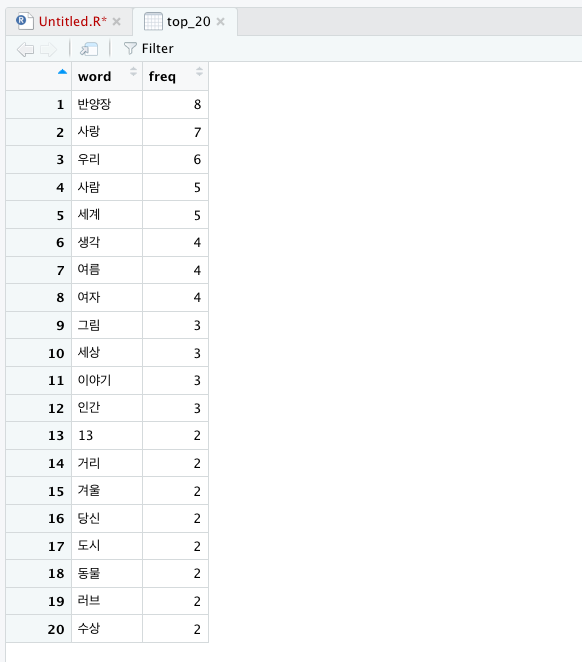 Untitled.R* top_20
Filter
word freq
1 반양장 8
2 사랑 7
3 우리 6
4 사람 5
5 세계 5
6 생각 4
7 여름 4
8 여자 4
9 그림 3
10 세상 3
11 이야기 3
12 인간 3
13 13 2
14 거리 2
15 겨울 2
16 당신 2
17 도시 2
18 동물 2
19 러브 2
20 수상 2